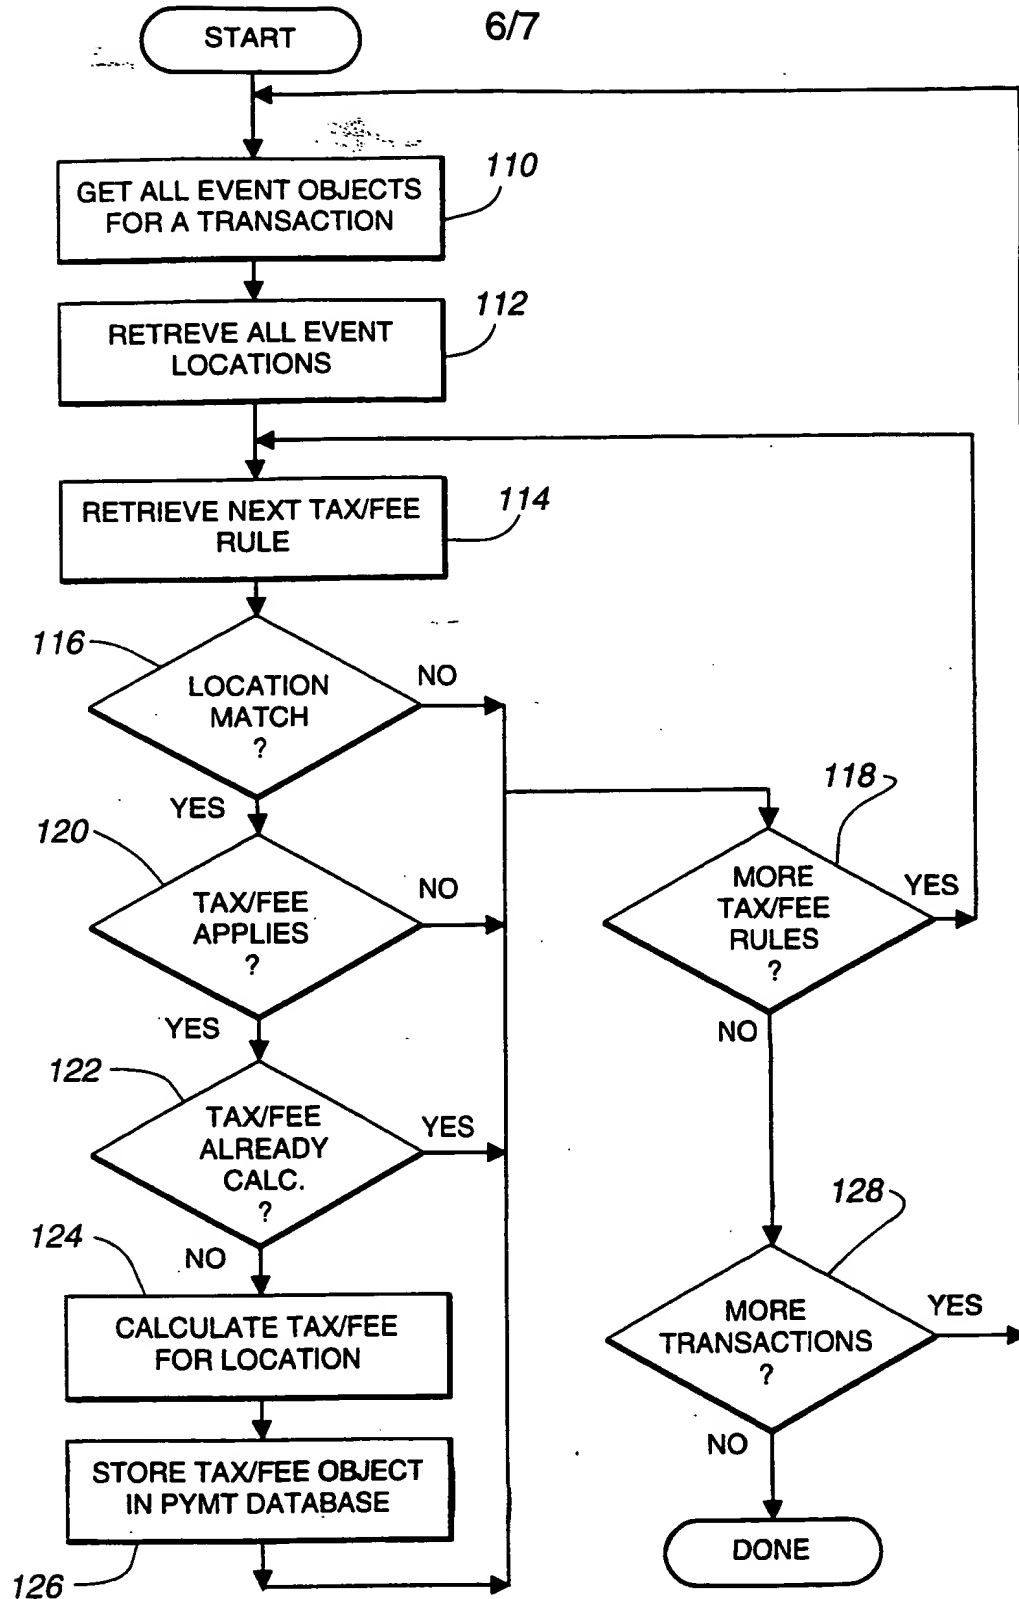 6/7
START
110
GET ALL EVENT OBJECTS
FOR A TRANSACTION
112
RETREVE ALL EVENT
LOCATIONS
114
RETRIEVE NEXT TAX/FEE
RULE
116
LOCATION
MATCH
?
NO
YES
120
TAX/FEE
APPLIES
?
NO
YES
122
TAX/FEE
ALREADY
CALC.
?
YES
NO
124
CALCULATE TAX/FEE
FOR LOCATION
STORE TAX/FEE OBJECT
IN PYMT DATABASE
126
118
MORE
TAX/FEE
RULES
?
YES
NO
128
MORE
TRANSACTIONS
?
YES
NO
DONE